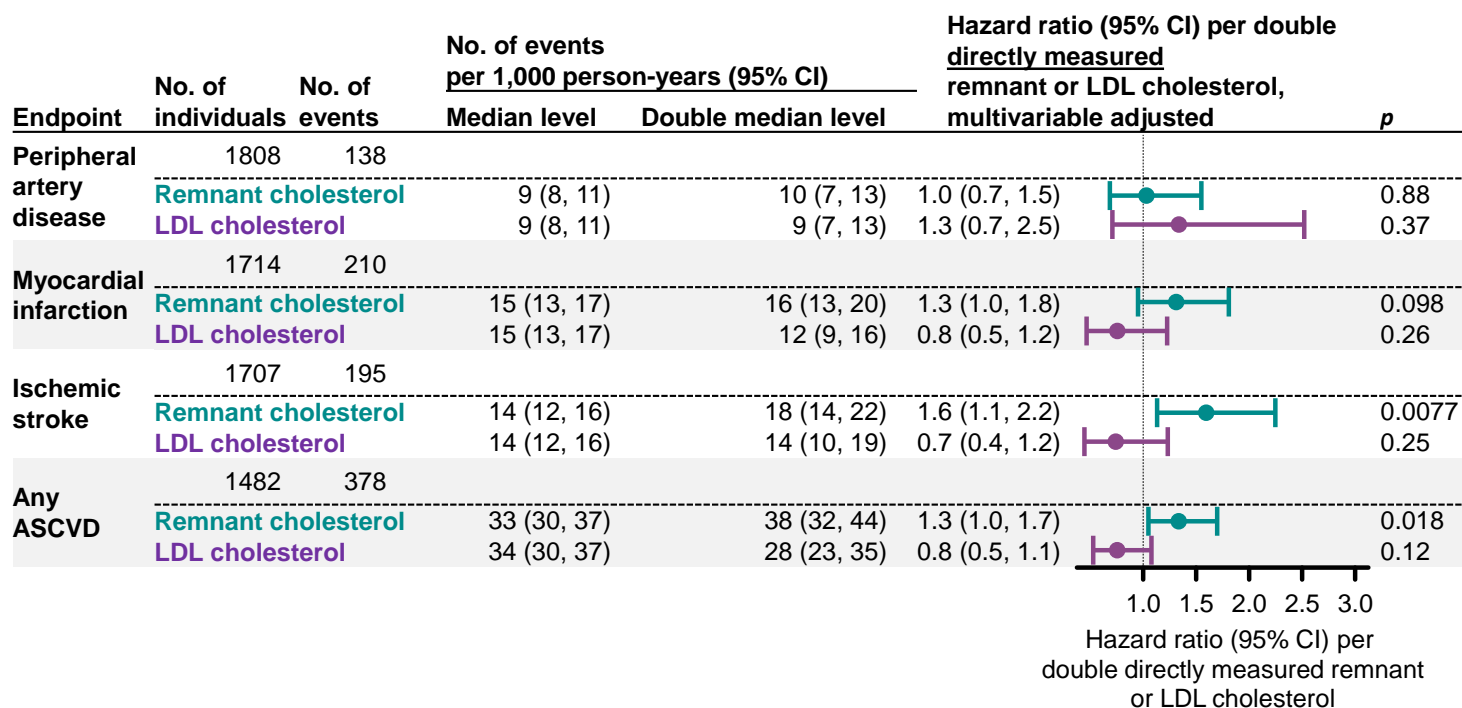 No. of events
per 1,000 person-years (95% CI)
Hazard ratio (95% CI) per double
directly measured
remnant or LDL cholesterol,
multivariable adjusted
No. of No. of
Endpoint individuals events Median level Double median level p
Peripheral artery disease
1808 138
Remnant cholesterol 9 (8, 11) 10 (7, 13) 1.0 (0.7, 1.5) 0.88
LDL cholesterol 9 (8, 11) 9 (7, 13) 1.3 (0.7, 2.5) 0.37
Myocardial infarction
1714 210
Remnant cholesterol 15 (13, 17) 16 (13, 20) 1.3 (1.0, 1.8) 0.098
LDL cholesterol 15 (13, 17) 12 (9, 16) 0.8 (0.5, 1.2) 0.26
Ischemic stroke
1707 195
Remnant cholesterol 14 (12, 16) 18 (14, 22) 1.6 (1.1, 2.2) 0.0077
LDL cholesterol 14 (12, 16) 14 (10, 19) 0.7 (0.4, 1.2) 0.25
Any ASCVD
1482 378
Remnant cholesterol 33 (30, 37) 38 (32, 44) 1.3 (1.0, 1.7) 0.018
LDL cholesterol 34 (30, 37) 28 (23, 35) 0.8 (0.5, 1.1) 0.12
1.0 1.5 2.0 2.5 3.0
Hazard ratio (95% CI) per
double directly measured remnant
or LDL cholesterol